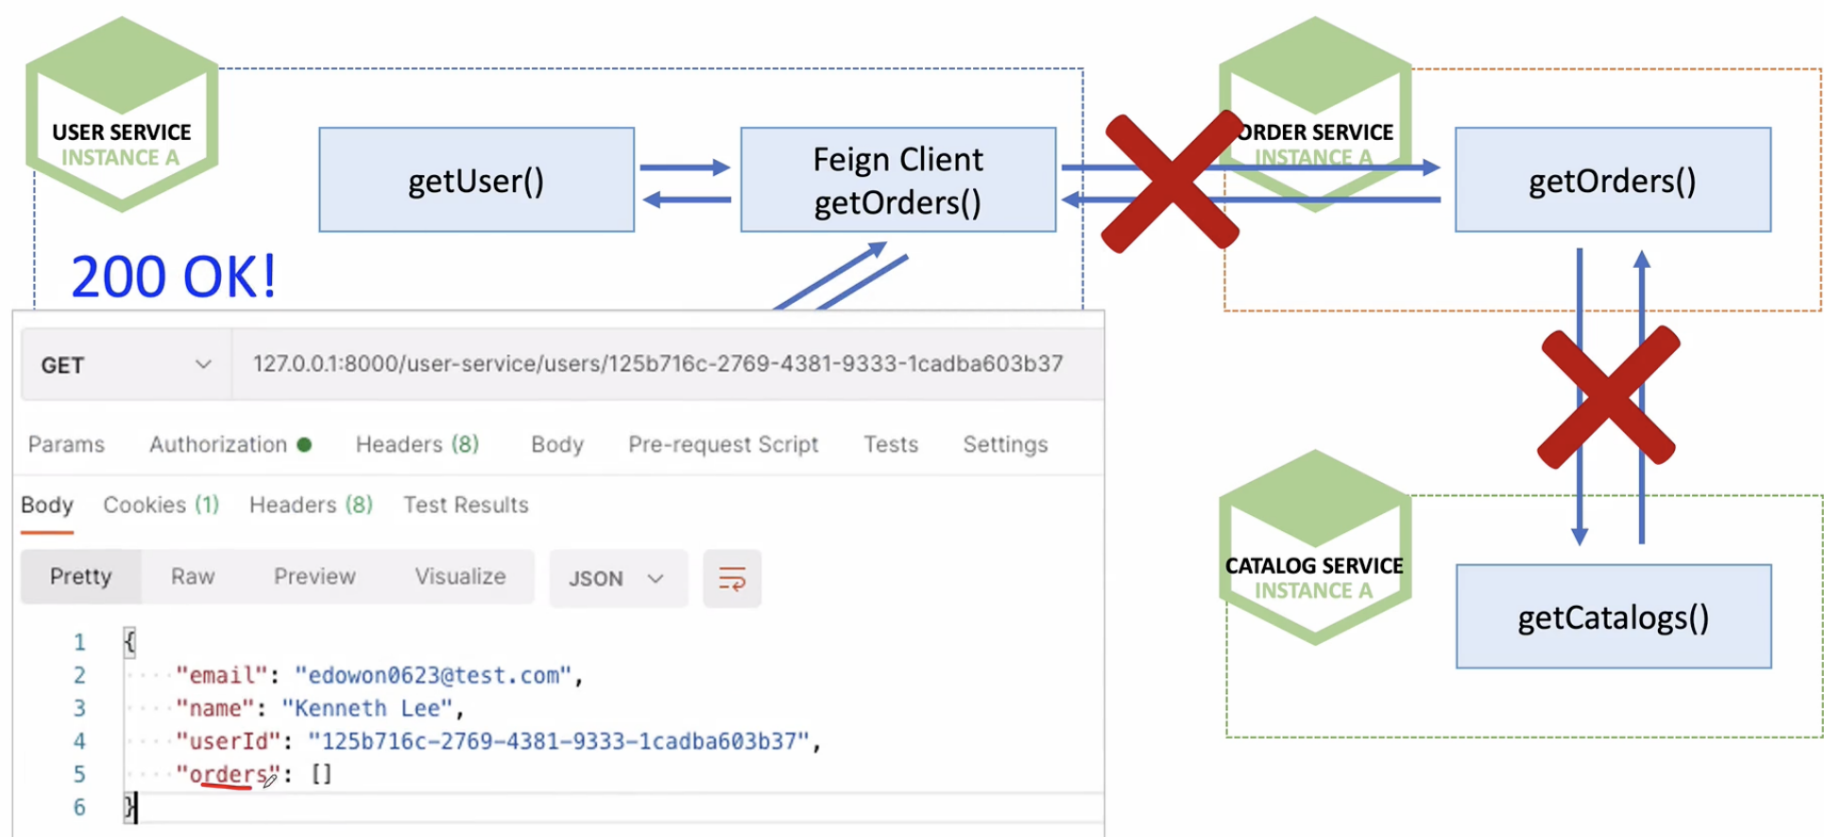 USER SERVICE
INSTANCE A
getUser()
Feign Client
getOrders()
ORDER SERVICE
INSTANCE A
getOrders()
200 OK!
GET
127.0.0.1:8000/user-service/users/125b716c-2769-4381-9333-1cadba603b37
Params Authorization Headers (8) Body Pre-request Script Tests Settings
Body Cookies (1) Headers (8) Test Results
Pretty Raw Preview Visualize JSON
1 {
2 "email": "edowon0623@test.com",
3 "name": "Kenneth Lee",
4 "userId": "125b716c-2769-4381-9333-1cadba603b37",
5 "orders": []
6 }
CATALOG SERVICE
INSTANCE A
getCatalogs()